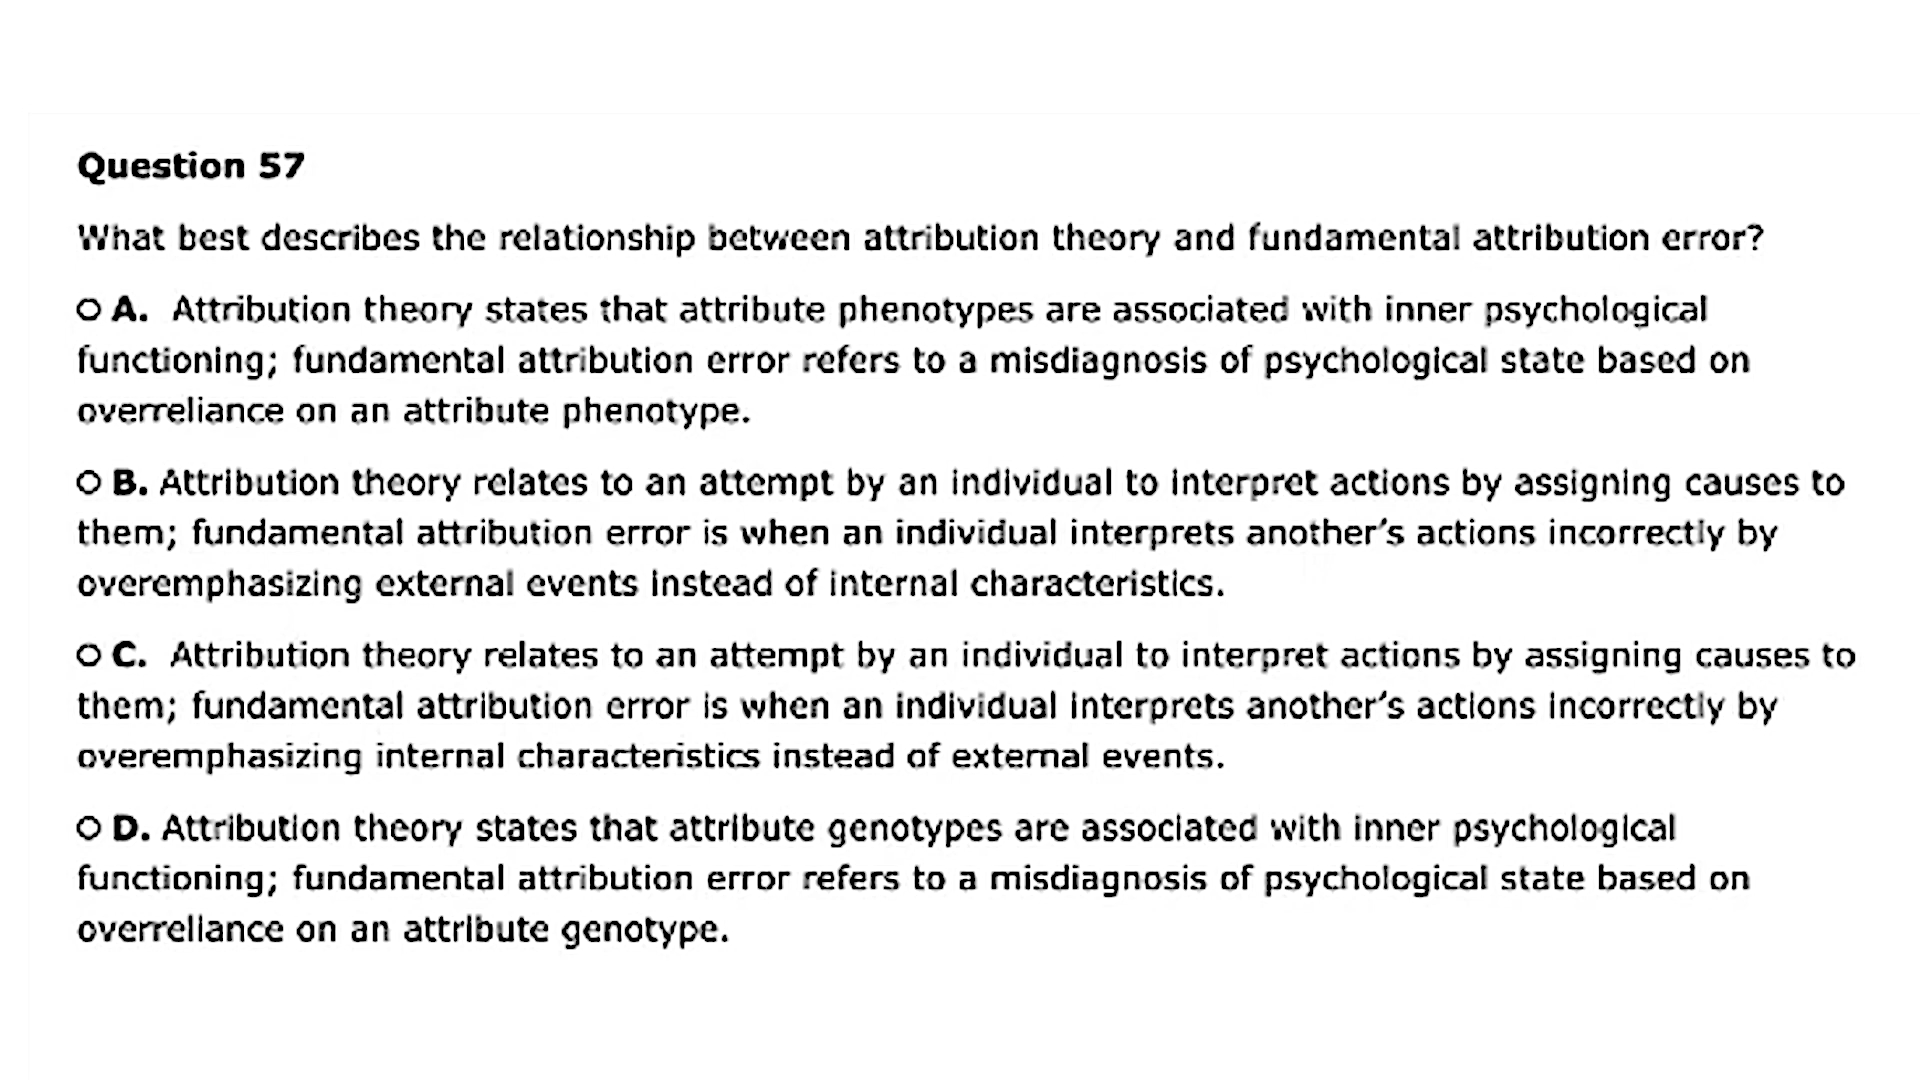 Question 57
What best describes the relationship between attribution theory and fundamental attribution error?
O A. Attribution theory states that attribute phenotypes are associated with inner psychological
functioning; fundamental attribution error refers to a misdiagnosis of psychological state based on
overreliance on an attribute phenotype.
O B. Attribution theory relates to an attempt by an individual to interpret actions by assigning causes to
them; fundamental attribution error is when an individual interprets another’s actions incorrectly by
overemphasizing external events instead of internal characteristics.
O C. Attribution theory relates to an attempt by an individual to interpret actions by assigning causes to
them; fundamental attribution error is when an individual interprets another’s actions incorrectly by
overemphasizing internal characteristics instead of external events.
O D. Attribution theory states that attribute genotypes are associated with inner psychological
functioning; fundamental attribution error refers to a misdiagnosis of psychological state based on
overreliance on an attribute genotype.